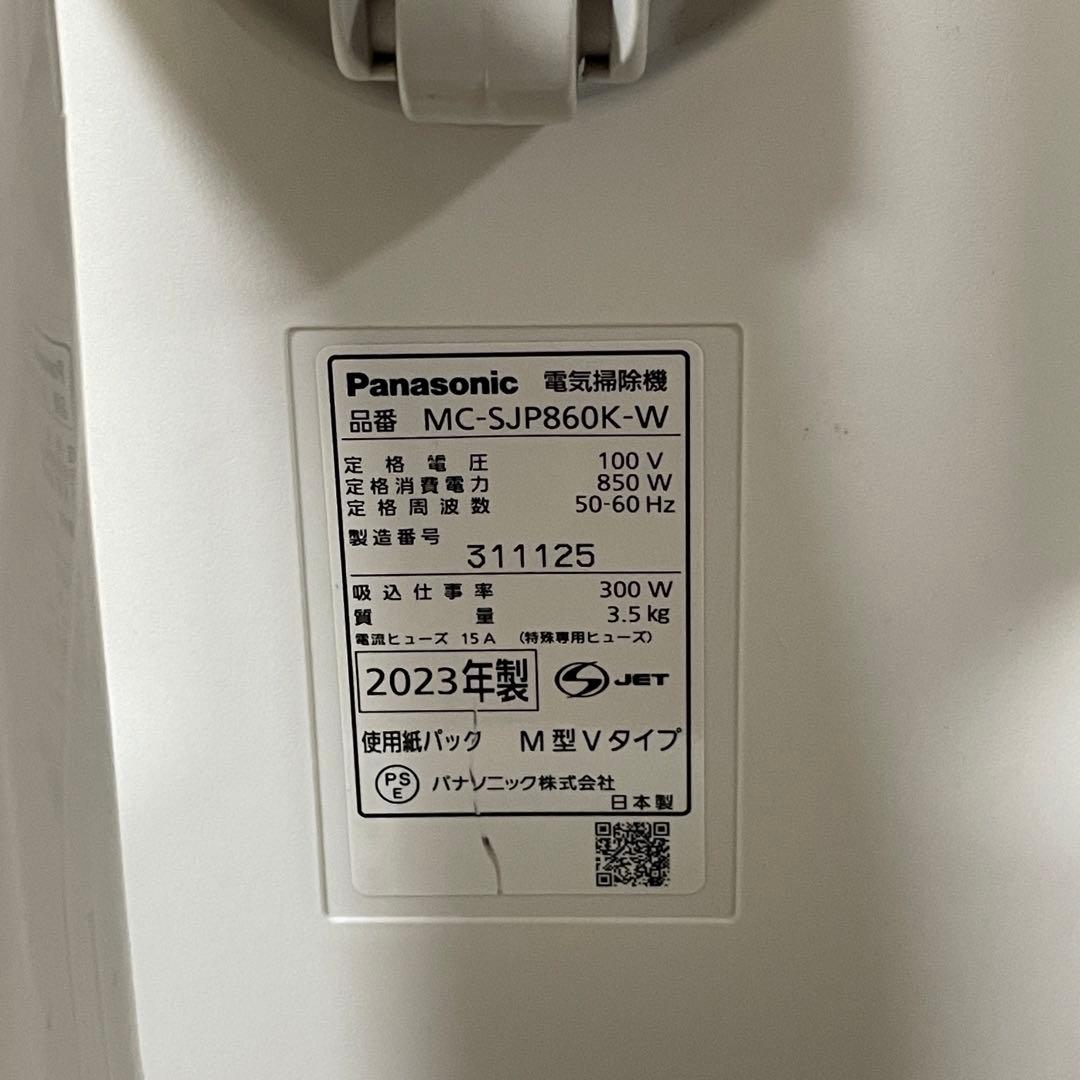 Panasonic 電気掃除機
品番 MC-SJP860K-W
定格電圧 100 V
定格消費電力 850 W
定格周波数 50-60 Hz
製造番号
311125
吸込仕事率 300 W
質量 3.5 kg
電流ヒューズ 15 A (特殊専用ヒューズ)
2023年製 S JET
使用紙パック M型Vタイプ
PSE パナソニック株式会社
日本製